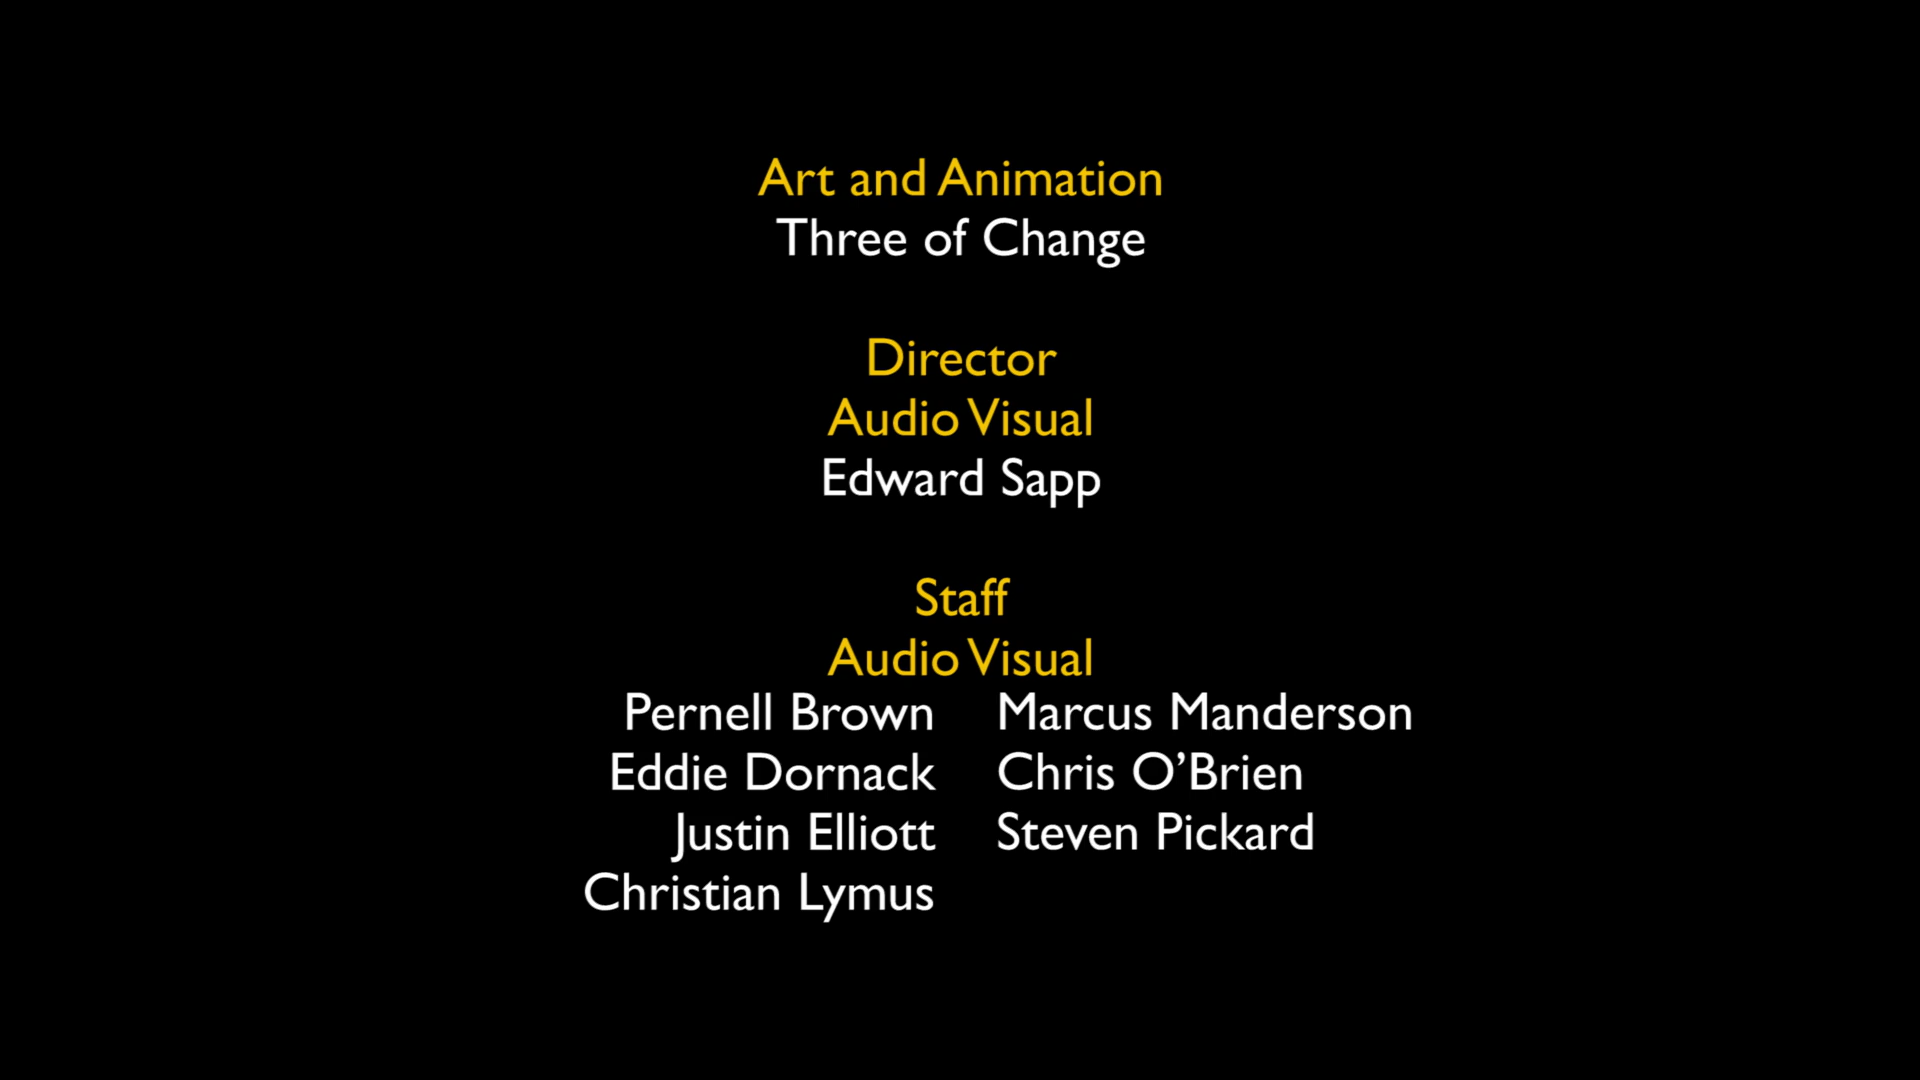 Art and Animation
Three of Change
Director
Audio Visual
Edward Sapp
Staff
Audio Visual
Pernell Brown Marcus Manderson
Eddie Dornack Chris O’Brien
Justin Elliott Steven Pickard
Christian Lymus